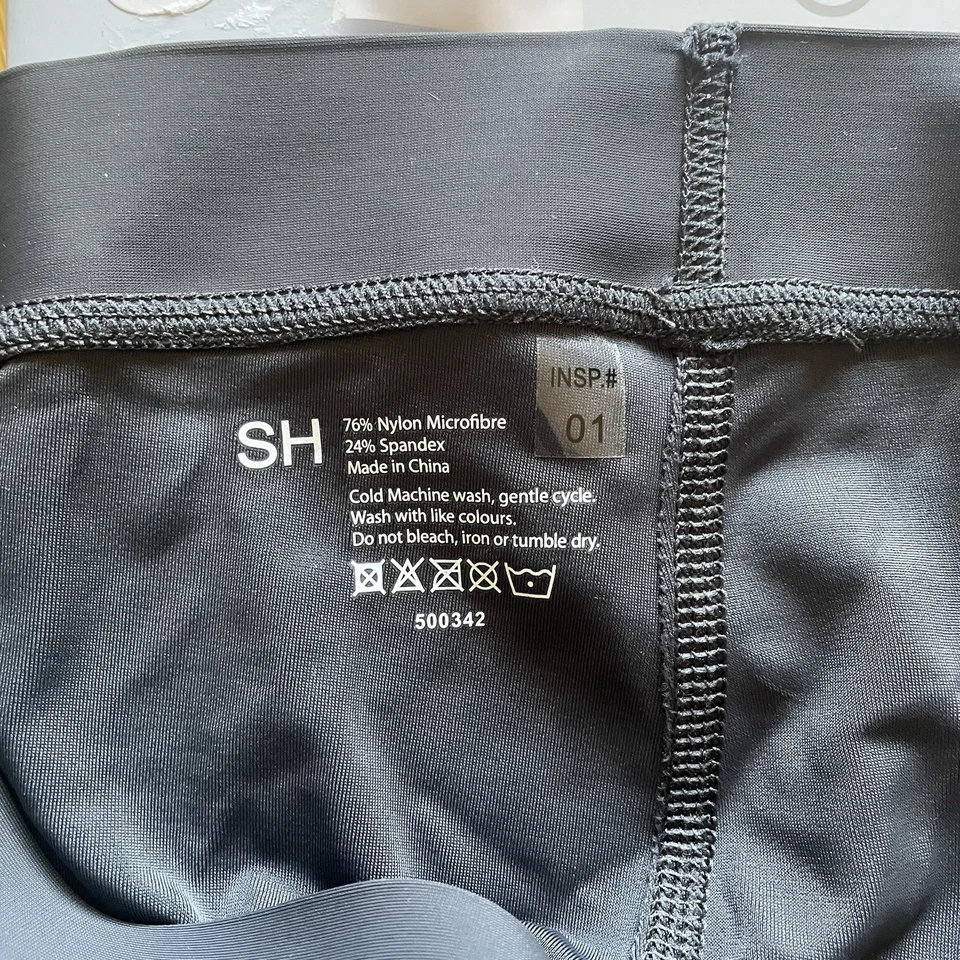 INSP.#
01
SH
76% Nylon Microfibre
24% Spandex
Made in China
Cold Machine wash, gentle cycle.
Wash with like colours.
Do not bleach, iron or tumble dry.
500342